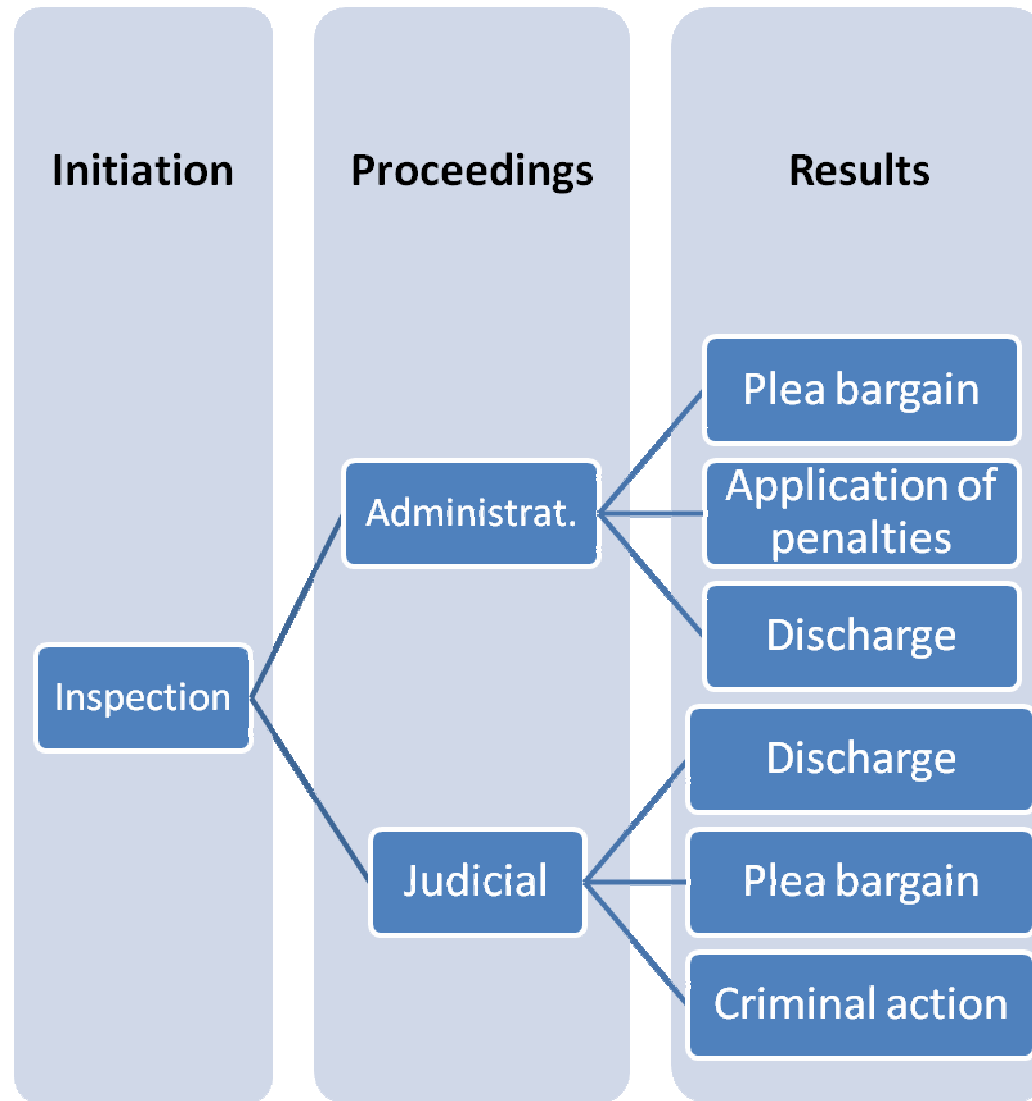 Initiation
Proceedings
Results
Inspection
Administrat.
Judicial
Plea bargain
Application of
penalties
Discharge
Discharge
Plea bargain
Criminal action